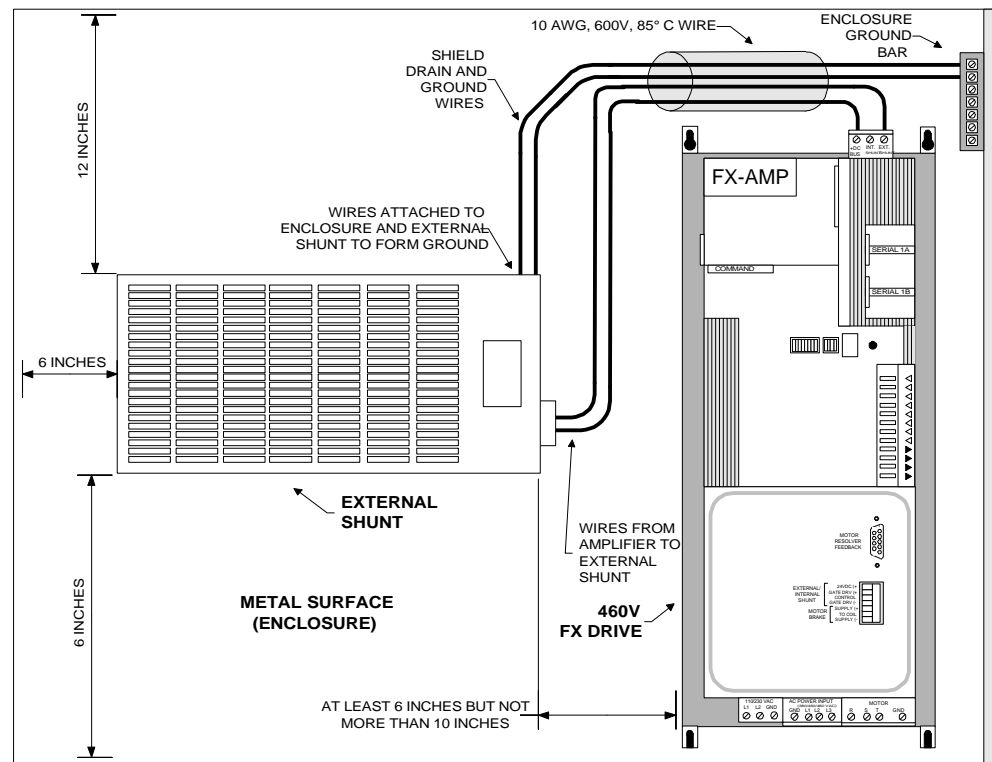 10 AWG, 600V, 85° C WIRE
ENCLOSURE
GROUND
BAR
SHIELD
DRAIN AND
GROUND
WIRES
12 INCHES
WIRES ATTACHED TO
ENCLOSURE AND EXTERNAL
SHUNT TO FORM GROUND
+DC
BUS
INT.
SHUNT
EXT.
SHUNT
FX-AMP
SERIAL 1A
COMMAND
SERIAL 1B
6 INCHES
EXTERNAL
SHUNT
WIRES FROM
AMPLIFIER TO
EXTERNAL
SHUNT
MOTOR
RESOLVER
FEEDBACK
6 INCHES
METAL SURFACE
(ENCLOSURE)
460V
FX DRIVE
EXTERNAL/
INTERNAL
SHUNT
24VDC (+
GATE DRV (+
CONTROL
GATE DRV (-
MOTOR
BRAKE
SUPPLY (+
TO COIL
SUPPLY (-
AT LEAST 6 INCHES BUT NOT
MORE THAN 10 INCHES
110/230 VAC
L1 L2 GND
AC POWER INPUT
GND L1 L2 L3
MOTOR
R S T GND